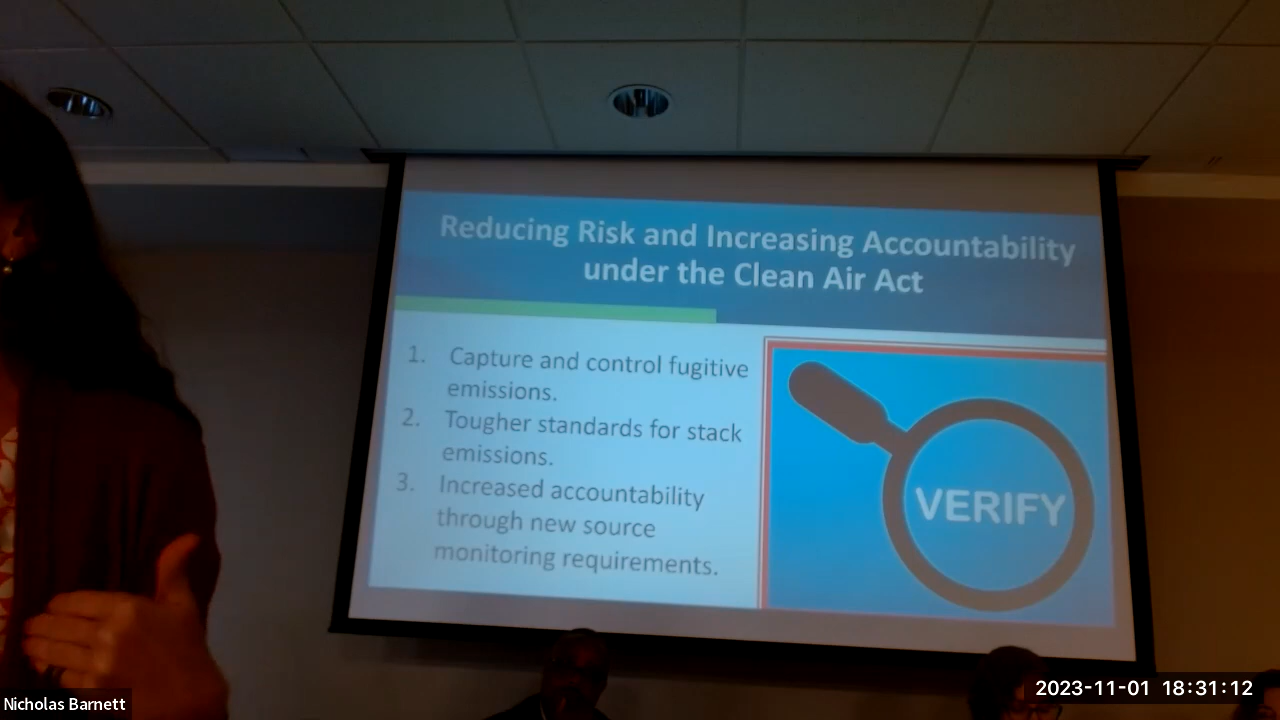 Reducing Risk and Increasing Accountability
under the Clean Air Act
1. Capture and control fugitive
emissions.
2. Tougher standards for stack
emissions.
3. Increased accountability
through new source
monitoring requirements.
VERIFY
Nicholas Barnett
2023-11-01 18:31:12